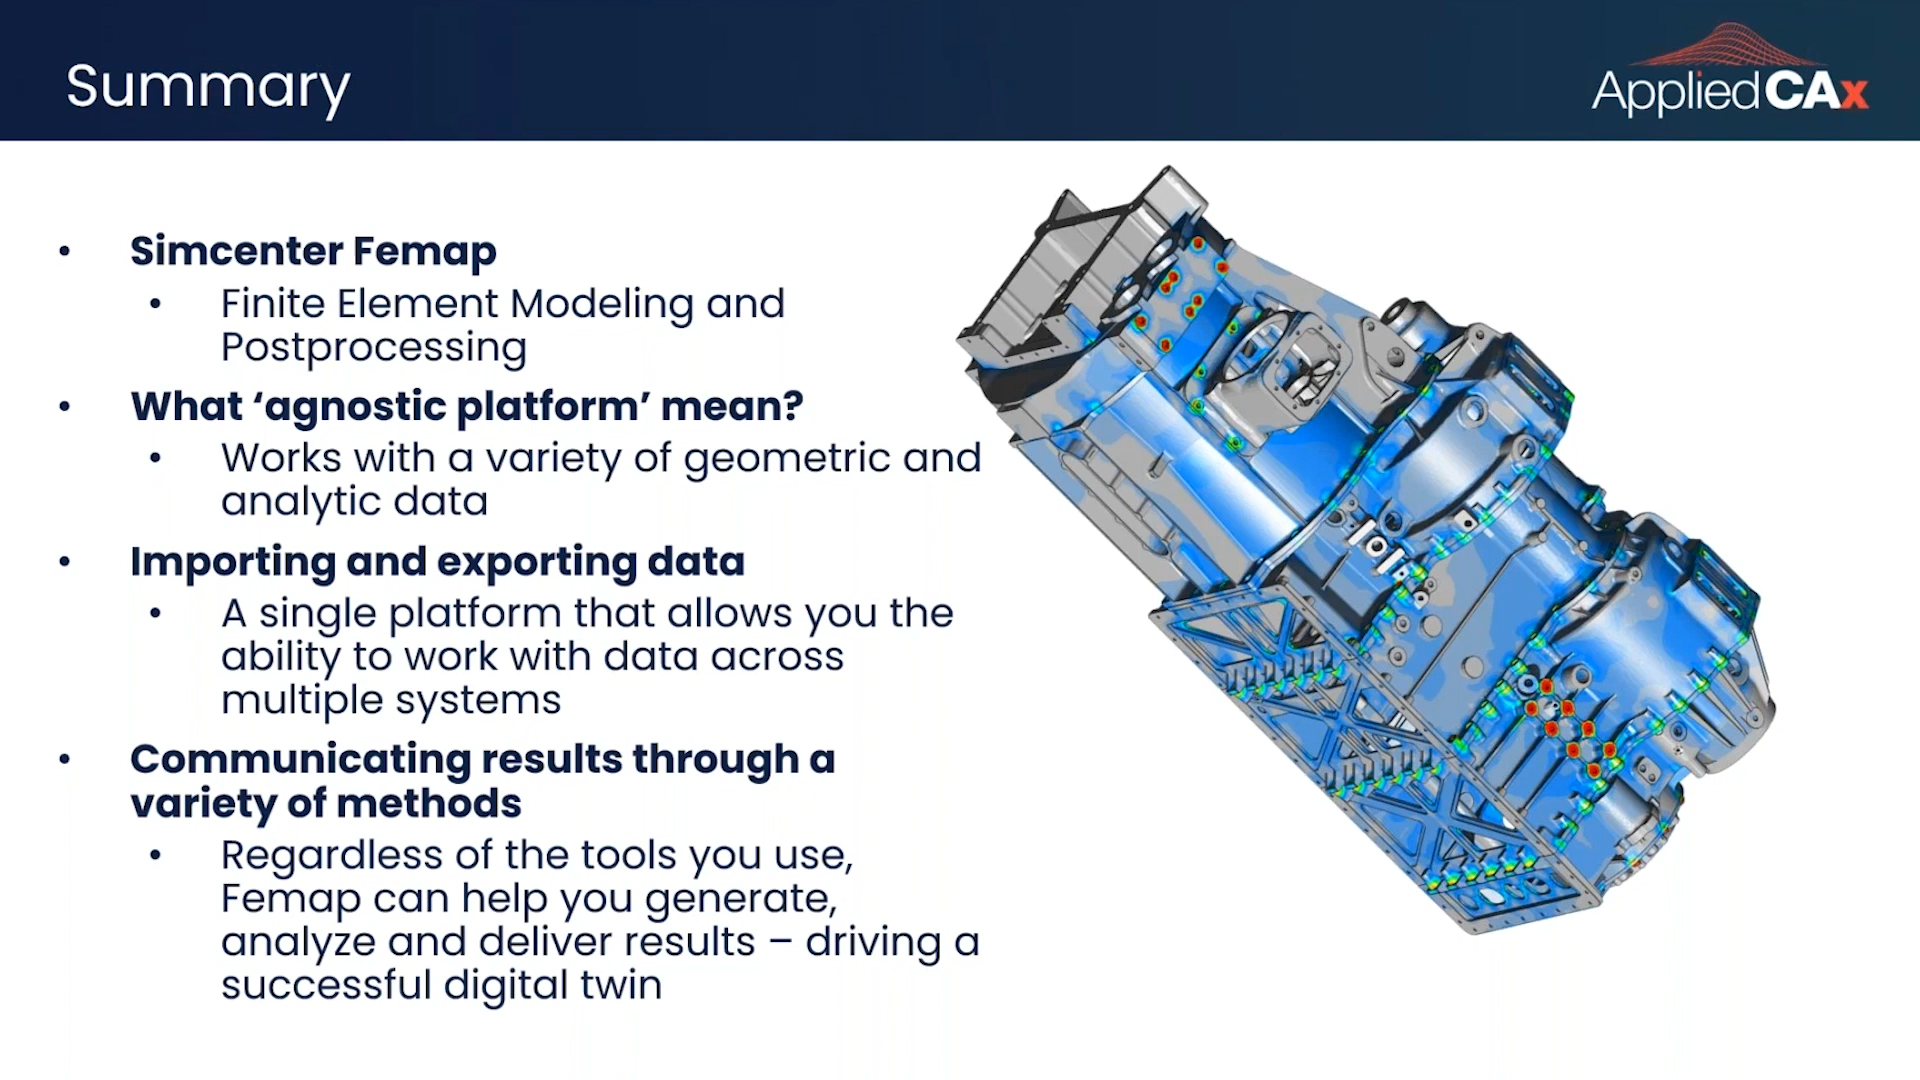 Summary
AppliedCAx
• Simcenter Femap
• Finite Element Modeling and
Postprocessing
• What ‘agnostic platform’ mean?
• Works with a variety of geometric and
analytic data
• Importing and exporting data
• A single platform that allows you the
ability to work with data across
multiple systems
• Communicating results through a
variety of methods
• Regardless of the tools you use,
Femap can help you generate,
analyze and deliver results – driving a
successful digital twin